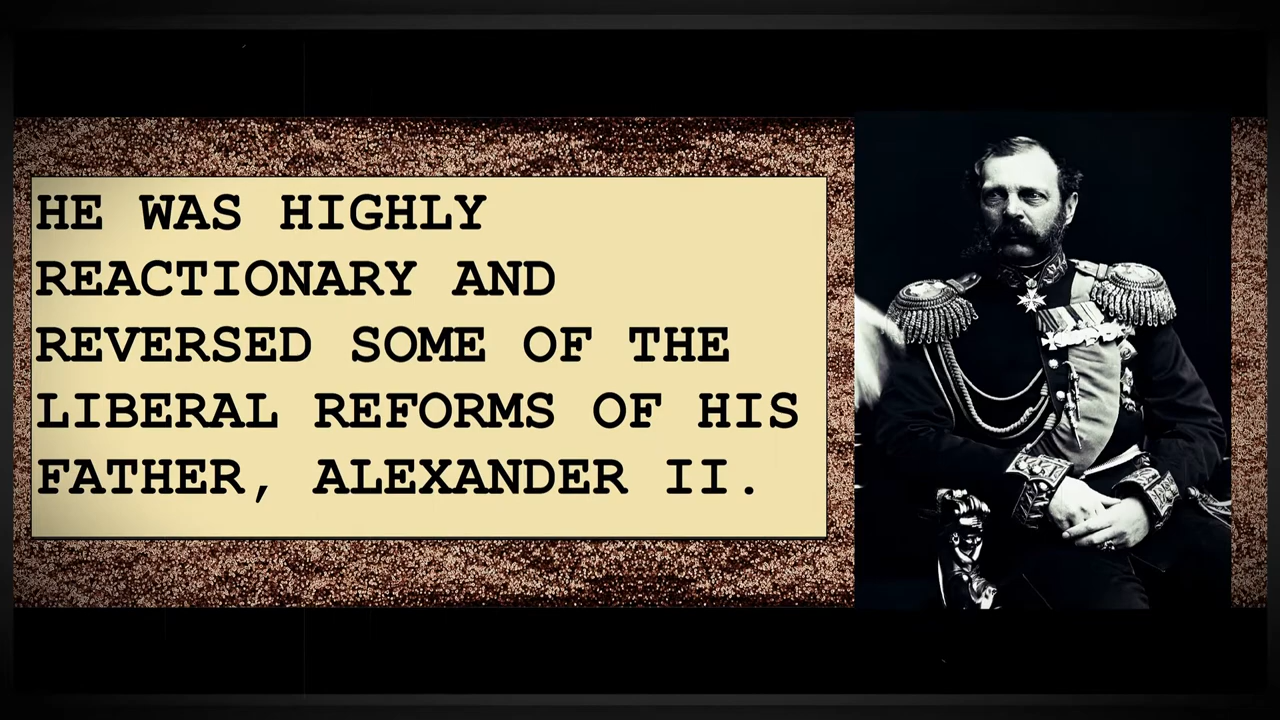 HE WAS HIGHLY
REACTIONARY AND
REVERSED SOME OF THE
LIBERAL REFORMS OF HIS
FATHER, ALEXANDER II.